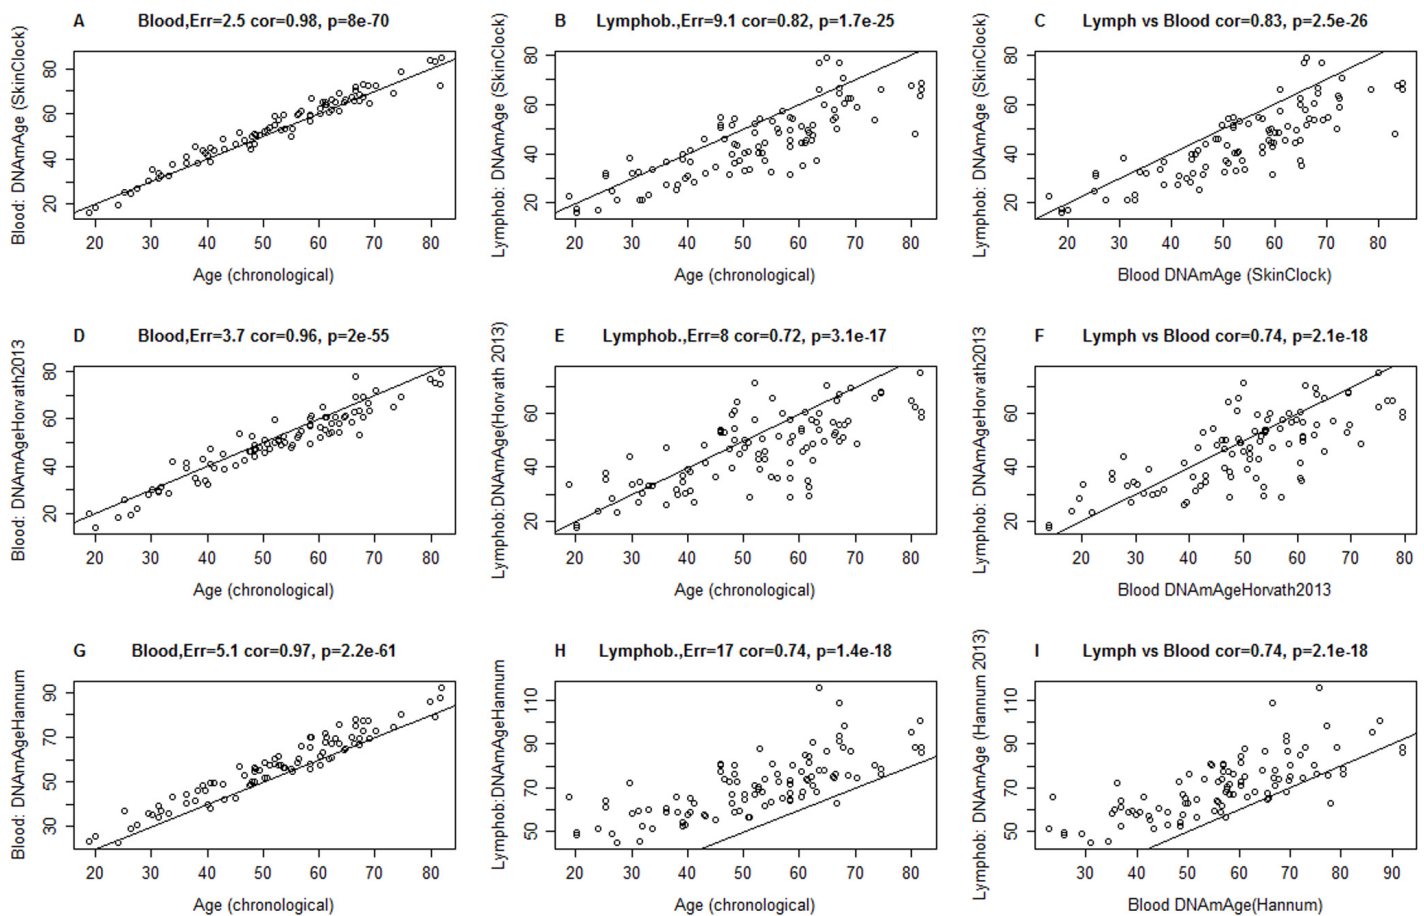 A Blood,Err=2.5 cor=0.98, p=8e-70
Blood: DNAmAge (SkinClock)
80
60
40
20
20 30 40 50 60 70 80
Age (chronological)
B Lymphob.,Err=9.1 cor=0.82, p=1.7e-25
Lymphob: DNAmAge (SkinClock)
80
60
40
20
20 30 40 50 60 70 80
Age (chronological)
C Lymph vs Blood cor=0.83, p=2.5e-26
Lymphob: DNAmAge (SkinClock)
80
60
40
20
20 30 40 50 60 70 80
Blood DNAmAge (SkinClock)
D Blood,Err=3.7 cor=0.96, p=2e-55
Blood: DNAmAgeHorvath2013
80
60
40
20
20 30 40 50 60 70 80
Age (chronological)
E Lymphob.,Err=8 cor=0.72, p=3.1e-17
Lymphob:DNAmAge(Horvath 2013)
60
40
20
20 30 40 50 60 70 80
Age (chronological)
F Lymph vs Blood cor=0.74, p=2.1e-18
Lymphob: DNAmAgeHorvath2013
60
40
20
20 30 40 50 60 70 80
Blood DNAmAgeHorvath2013
G Blood,Err=5.1 cor=0.97, p=2.2e-61
Blood: DNAmAgeHannum
90
70
50
30
20 30 40 50 60 70 80
Age (chronological)
H Lymphob.,Err=17 cor=0.74, p=1.4e-18
Lymphob:DNAmAgeHannum
110
90
70
50
20 30 40 50 60 70 80
Age (chronological)
I Lymph vs Blood cor=0.74, p=2.1e-18
Lymphob: DNAmAge (Hannum 2013)
110
90
70
50
30 40 50 60 70 80 90
Blood DNAmAge(Hannum)